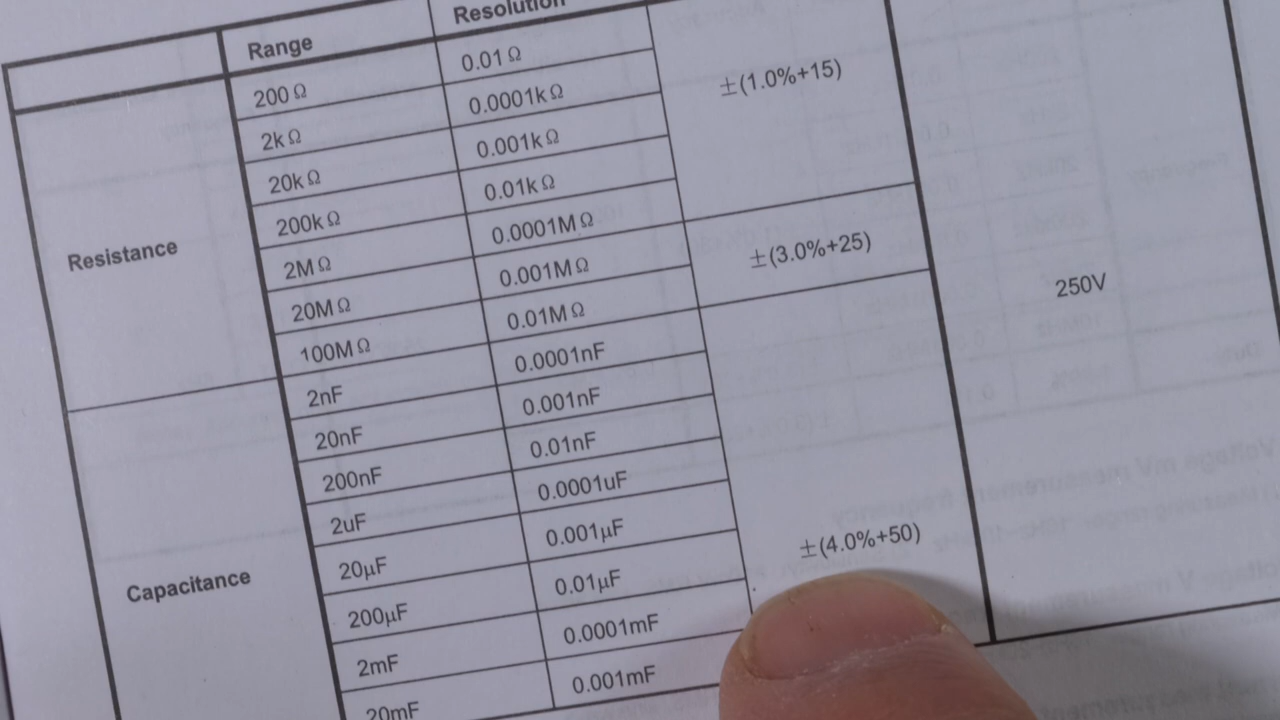 Range Resolution
200Ω 0.01Ω ±(1.0%+15)
2kΩ 0.0001kΩ
20kΩ 0.001kΩ
200kΩ 0.01kΩ
Resistance 2MΩ 0.0001MΩ ±(3.0%+25) 250V
20MΩ 0.001MΩ
100MΩ 0.01MΩ
2nF 0.0001nF
20nF 0.001nF
200nF 0.01nF
2uF 0.0001uF
Capacitance 20μF 0.001μF ±(4.0%+50)
200μF 0.01μF
2mF 0.0001mF
20mF 0.001mF